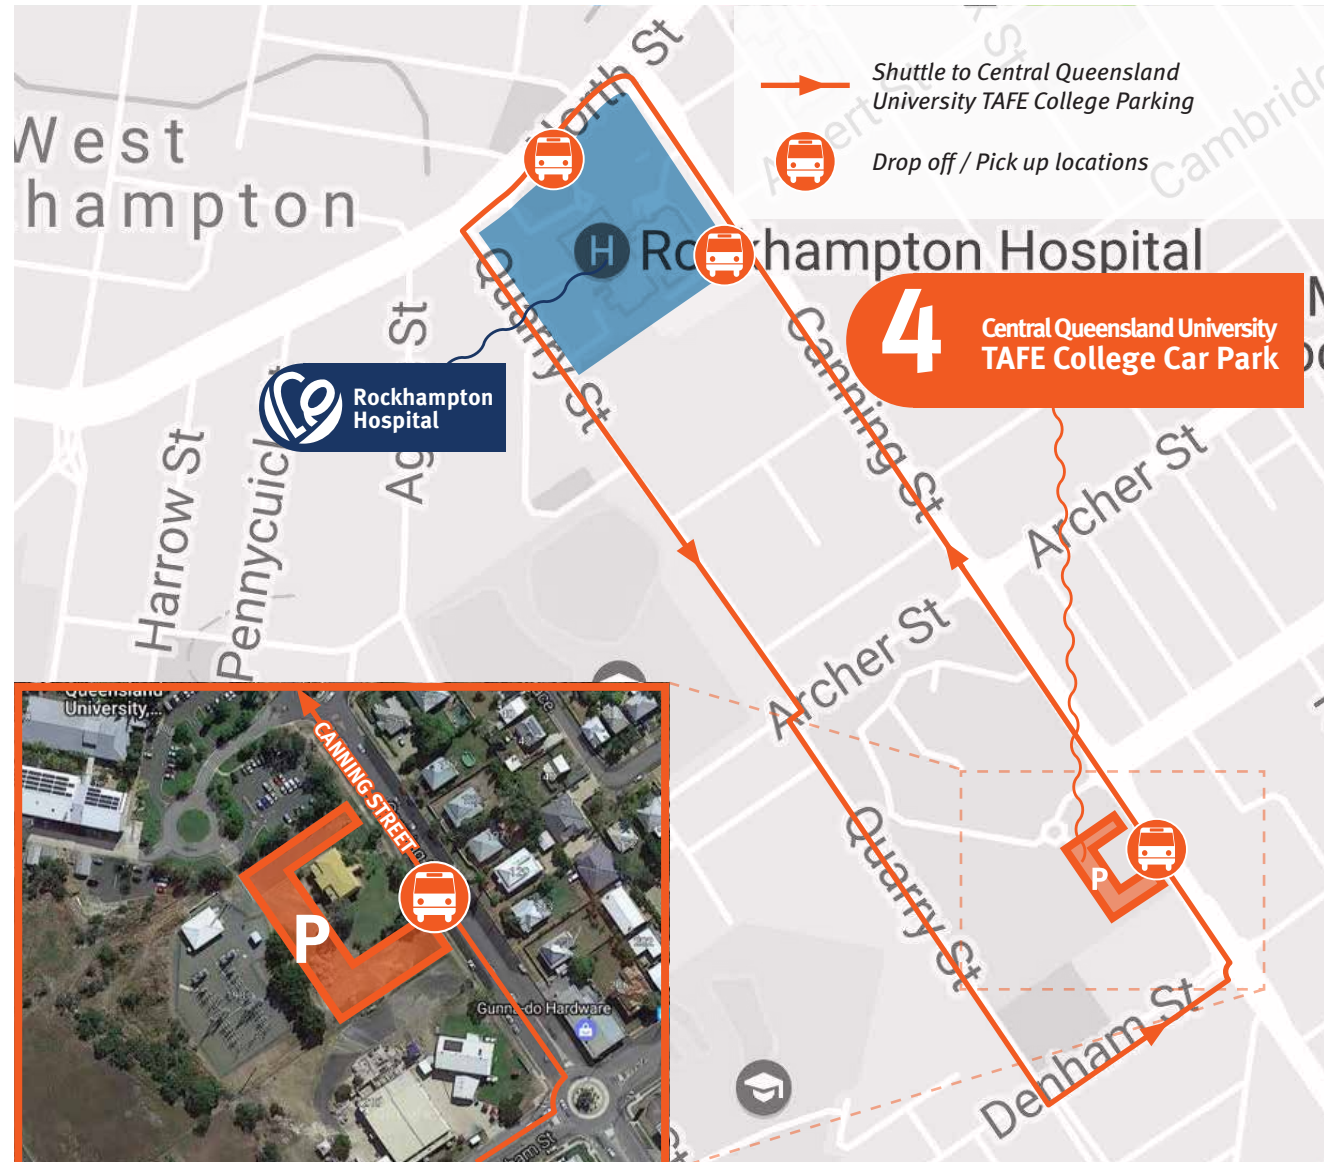 North St
Shuttle to Central Queensland
University TAFE College Parking
Drop off / Pick up locations
West
hampton
H
Rockhampton Hospital
Quarry St
Canning St
4
Central Queensland University
TAFE College Car Park
Rockhampton
Hospital
Harrow St
Pennycuick St
Archer St
Archer St
Quarry St
P
Denham St
Queensland
University,...
CANNING STREET
P
Gunna-do Hardware